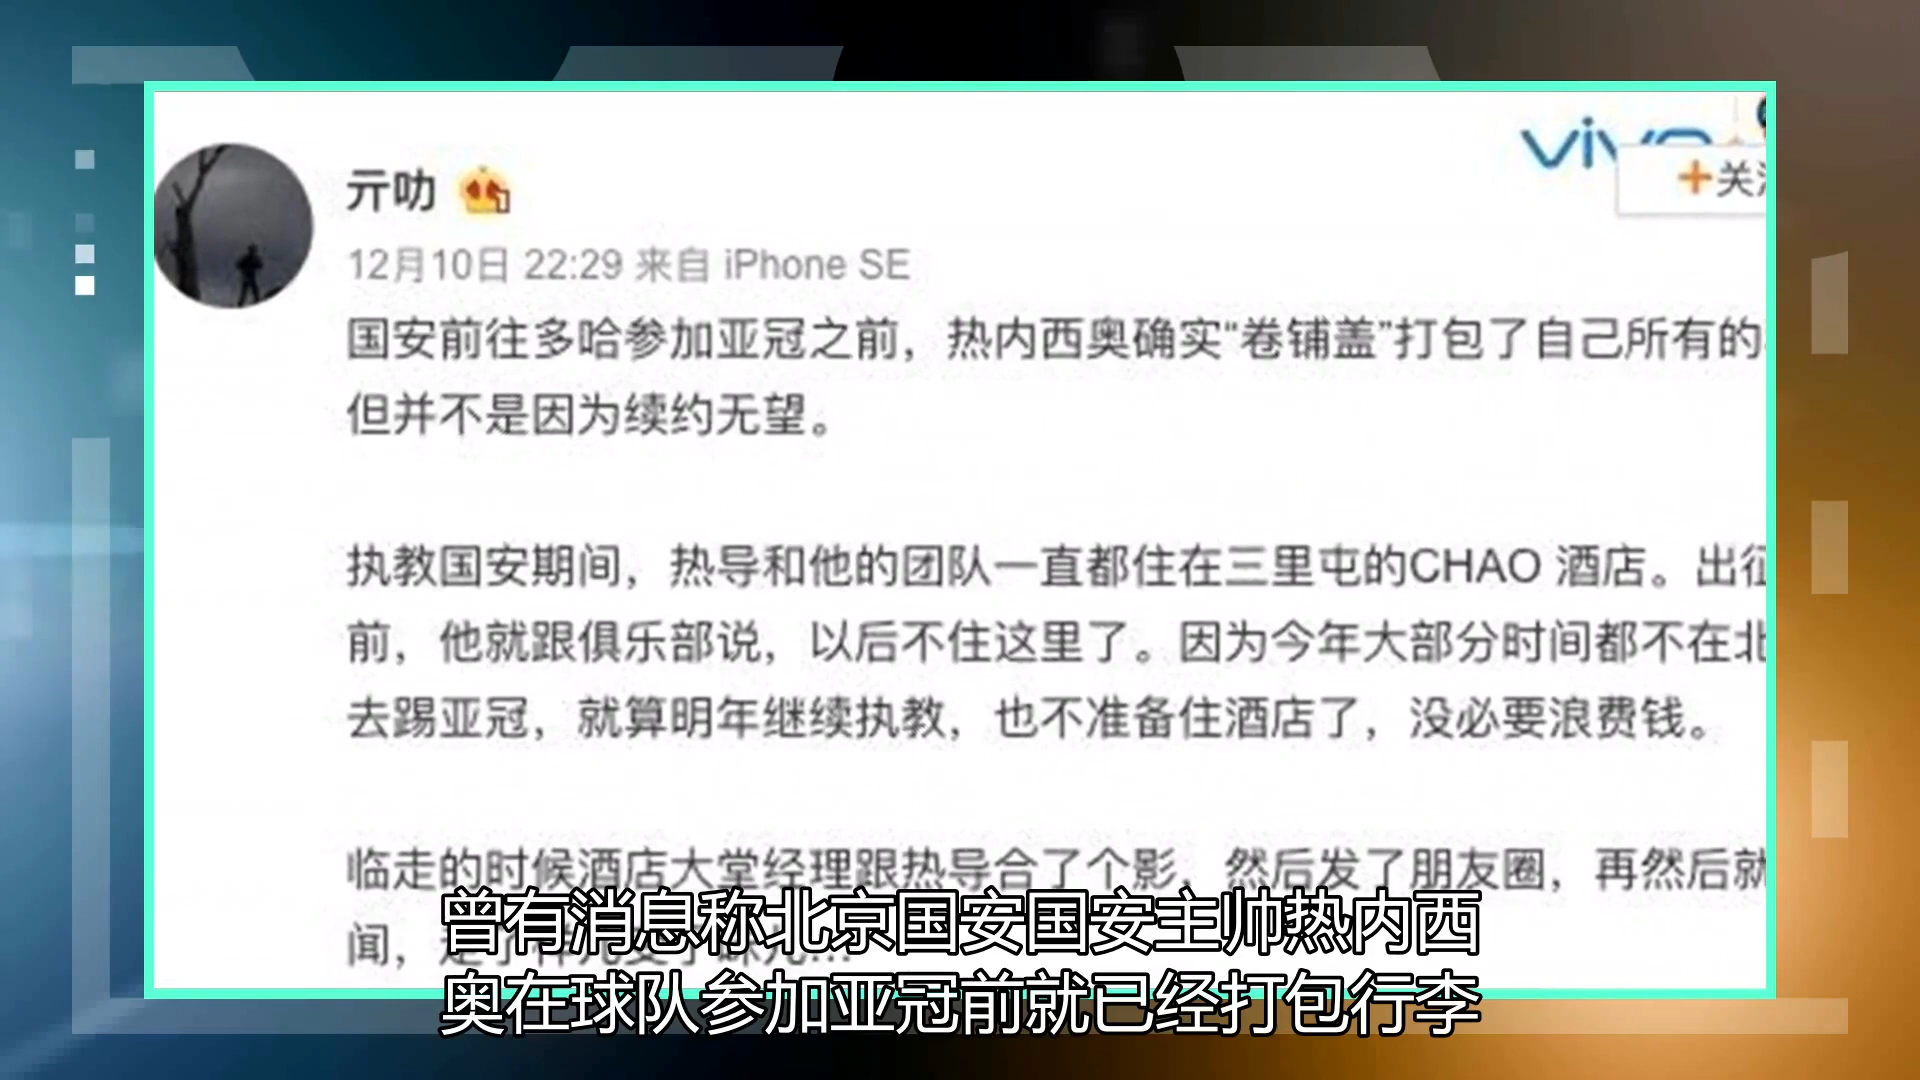 vivo
+关
亓叻
12月10日 22:29 来自 iPhone SE
国安前往多哈参加亚冠之前，热内西奥确实“卷铺盖”打包了自己所有的
但并不是因为续约无望。
执教国安期间，热导和他的团队一直都住在三里屯的CHAO 酒店。出征
前，他就跟俱乐部说，以后不住这里了。因为今年大部分时间都不在北
去踢亚冠，就算明年继续执教，也不准备住酒店了，没必要浪费钱。
临走的时候酒店大堂经理跟热导合了个影，然后发了朋友圈，再然后就
闻，
曾有消息称北京国安国安主帅热内西
奥在球队参加亚冠前就已经打包行李